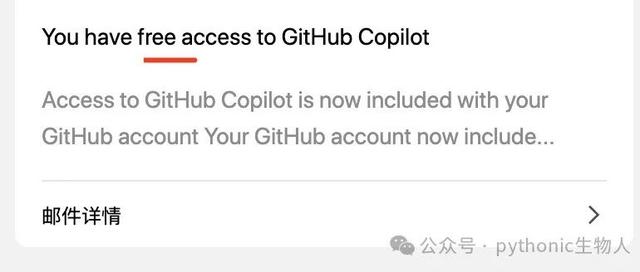 You have free access to GitHub Copilot
Access to GitHub Copilot is now included with your
GitHub account Your GitHub account now include...
邮件详情
公众号 · pythonic生物人